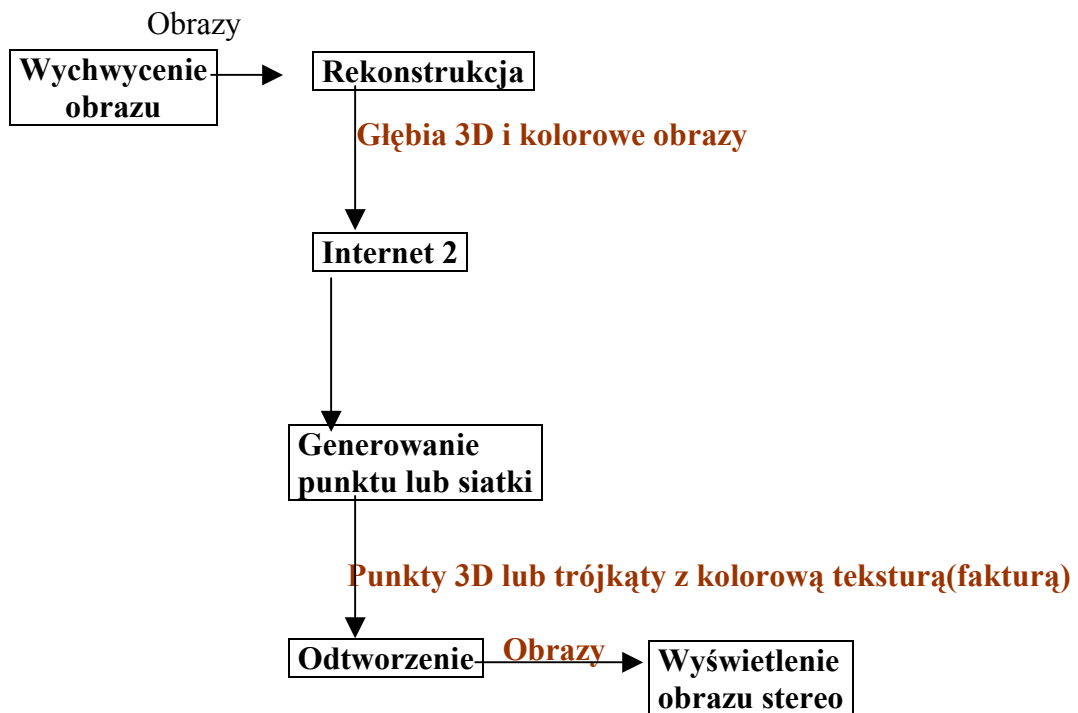 Obrazy
Wychwycenie
obrazu
Rekonstrukcja
Głębia 3D i kolorowe obrazy
Internet 2
Generowanie
punktu lub siatki
Punkty 3D lub trójkąty z kolorową teksturą(fakturą)
Odtworzenie
Obrazy
Wyświetlenie
obrazu stereo